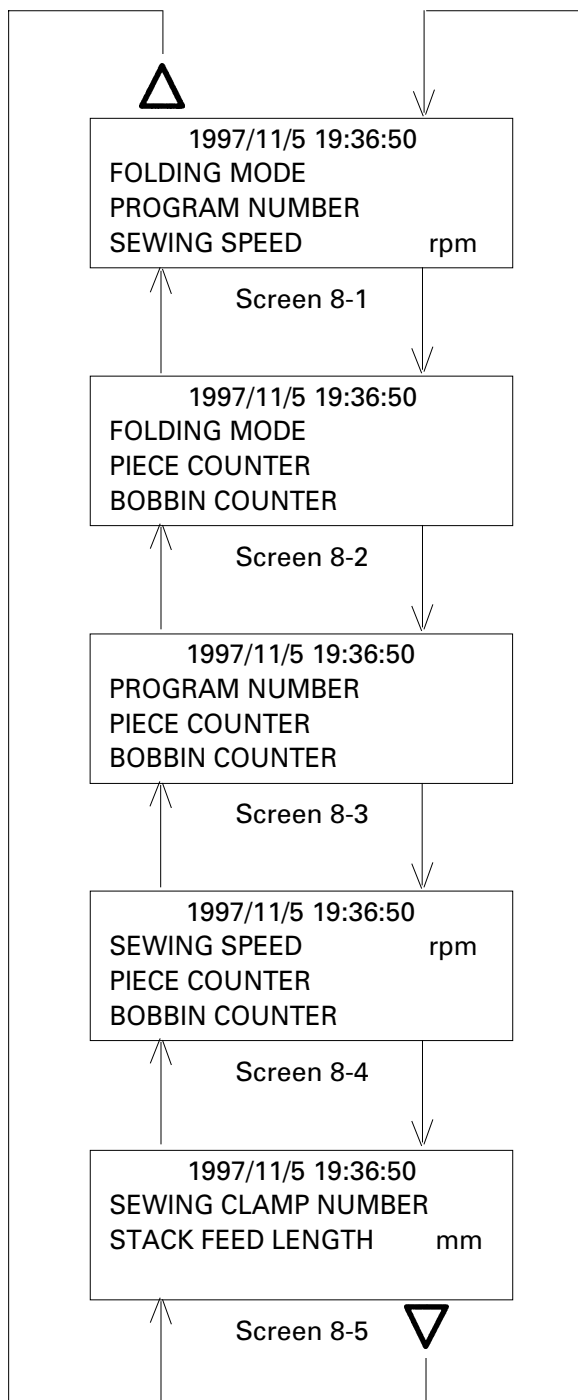 1997/11/5 19:36:50
FOLDING MODE
PROGRAM NUMBER
SEWING SPEED rpm
Screen 8-1
1997/11/5 19:36:50
FOLDING MODE
PIECE COUNTER
BOBBIN COUNTER
Screen 8-2
1997/11/5 19:36:50
PROGRAM NUMBER
PIECE COUNTER
BOBBIN COUNTER
Screen 8-3
1997/11/5 19:36:50
SEWING SPEED rpm
PIECE COUNTER
BOBBIN COUNTER
Screen 8-4
1997/11/5 19:36:50
SEWING CLAMP NUMBER
STACK FEED LENGTH mm
Screen 8-5